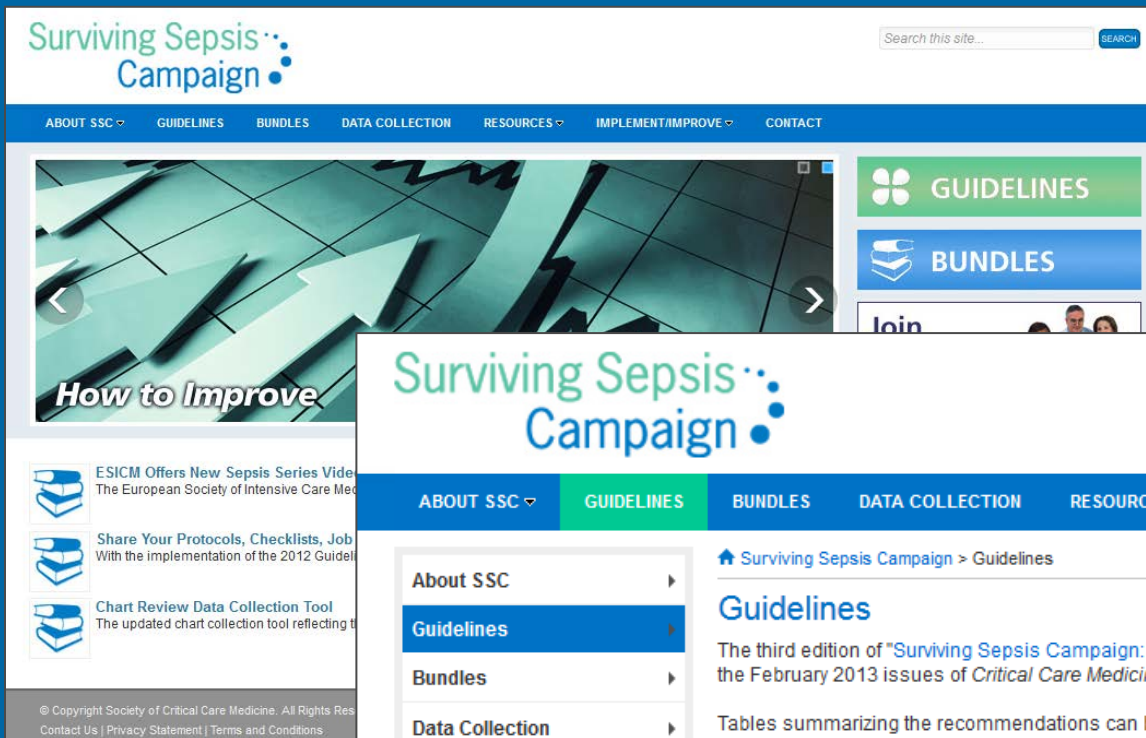 Surviving Sepsis
Campaign
Search this site...
SEARCH
ABOUT SSC GUIDELINES BUNDLES DATA COLLECTION RESOURCES IMPLEMENT/IMPROVE CONTACT
GUIDELINES
BUNDLES
Join
How to Improve
ESICM Offers New Sepsis Series
The European Society of Intensive Care
Share Your Protocols, Checklists, Job
With the implementation of the 2012
Chart Review Data Collection Tool
The updated chart collection tool reflecting
© Copyright Society of Critical Care Medicine. All Rights
Contact Us | Privacy Statement | Terms and Conditions
Surviving Sepsis
Campaign
ABOUT SSC GUIDELINES BUNDLES DATA COLLECTION
About SSC
Guidelines
Bundles
Data Collection
Surviving Sepsis Campaign > Guidelines
Guidelines
The third edition of "Surviving Sepsis Campaign:
the February 2013 issues of Critical Care
Tables summarizing the recommendations can